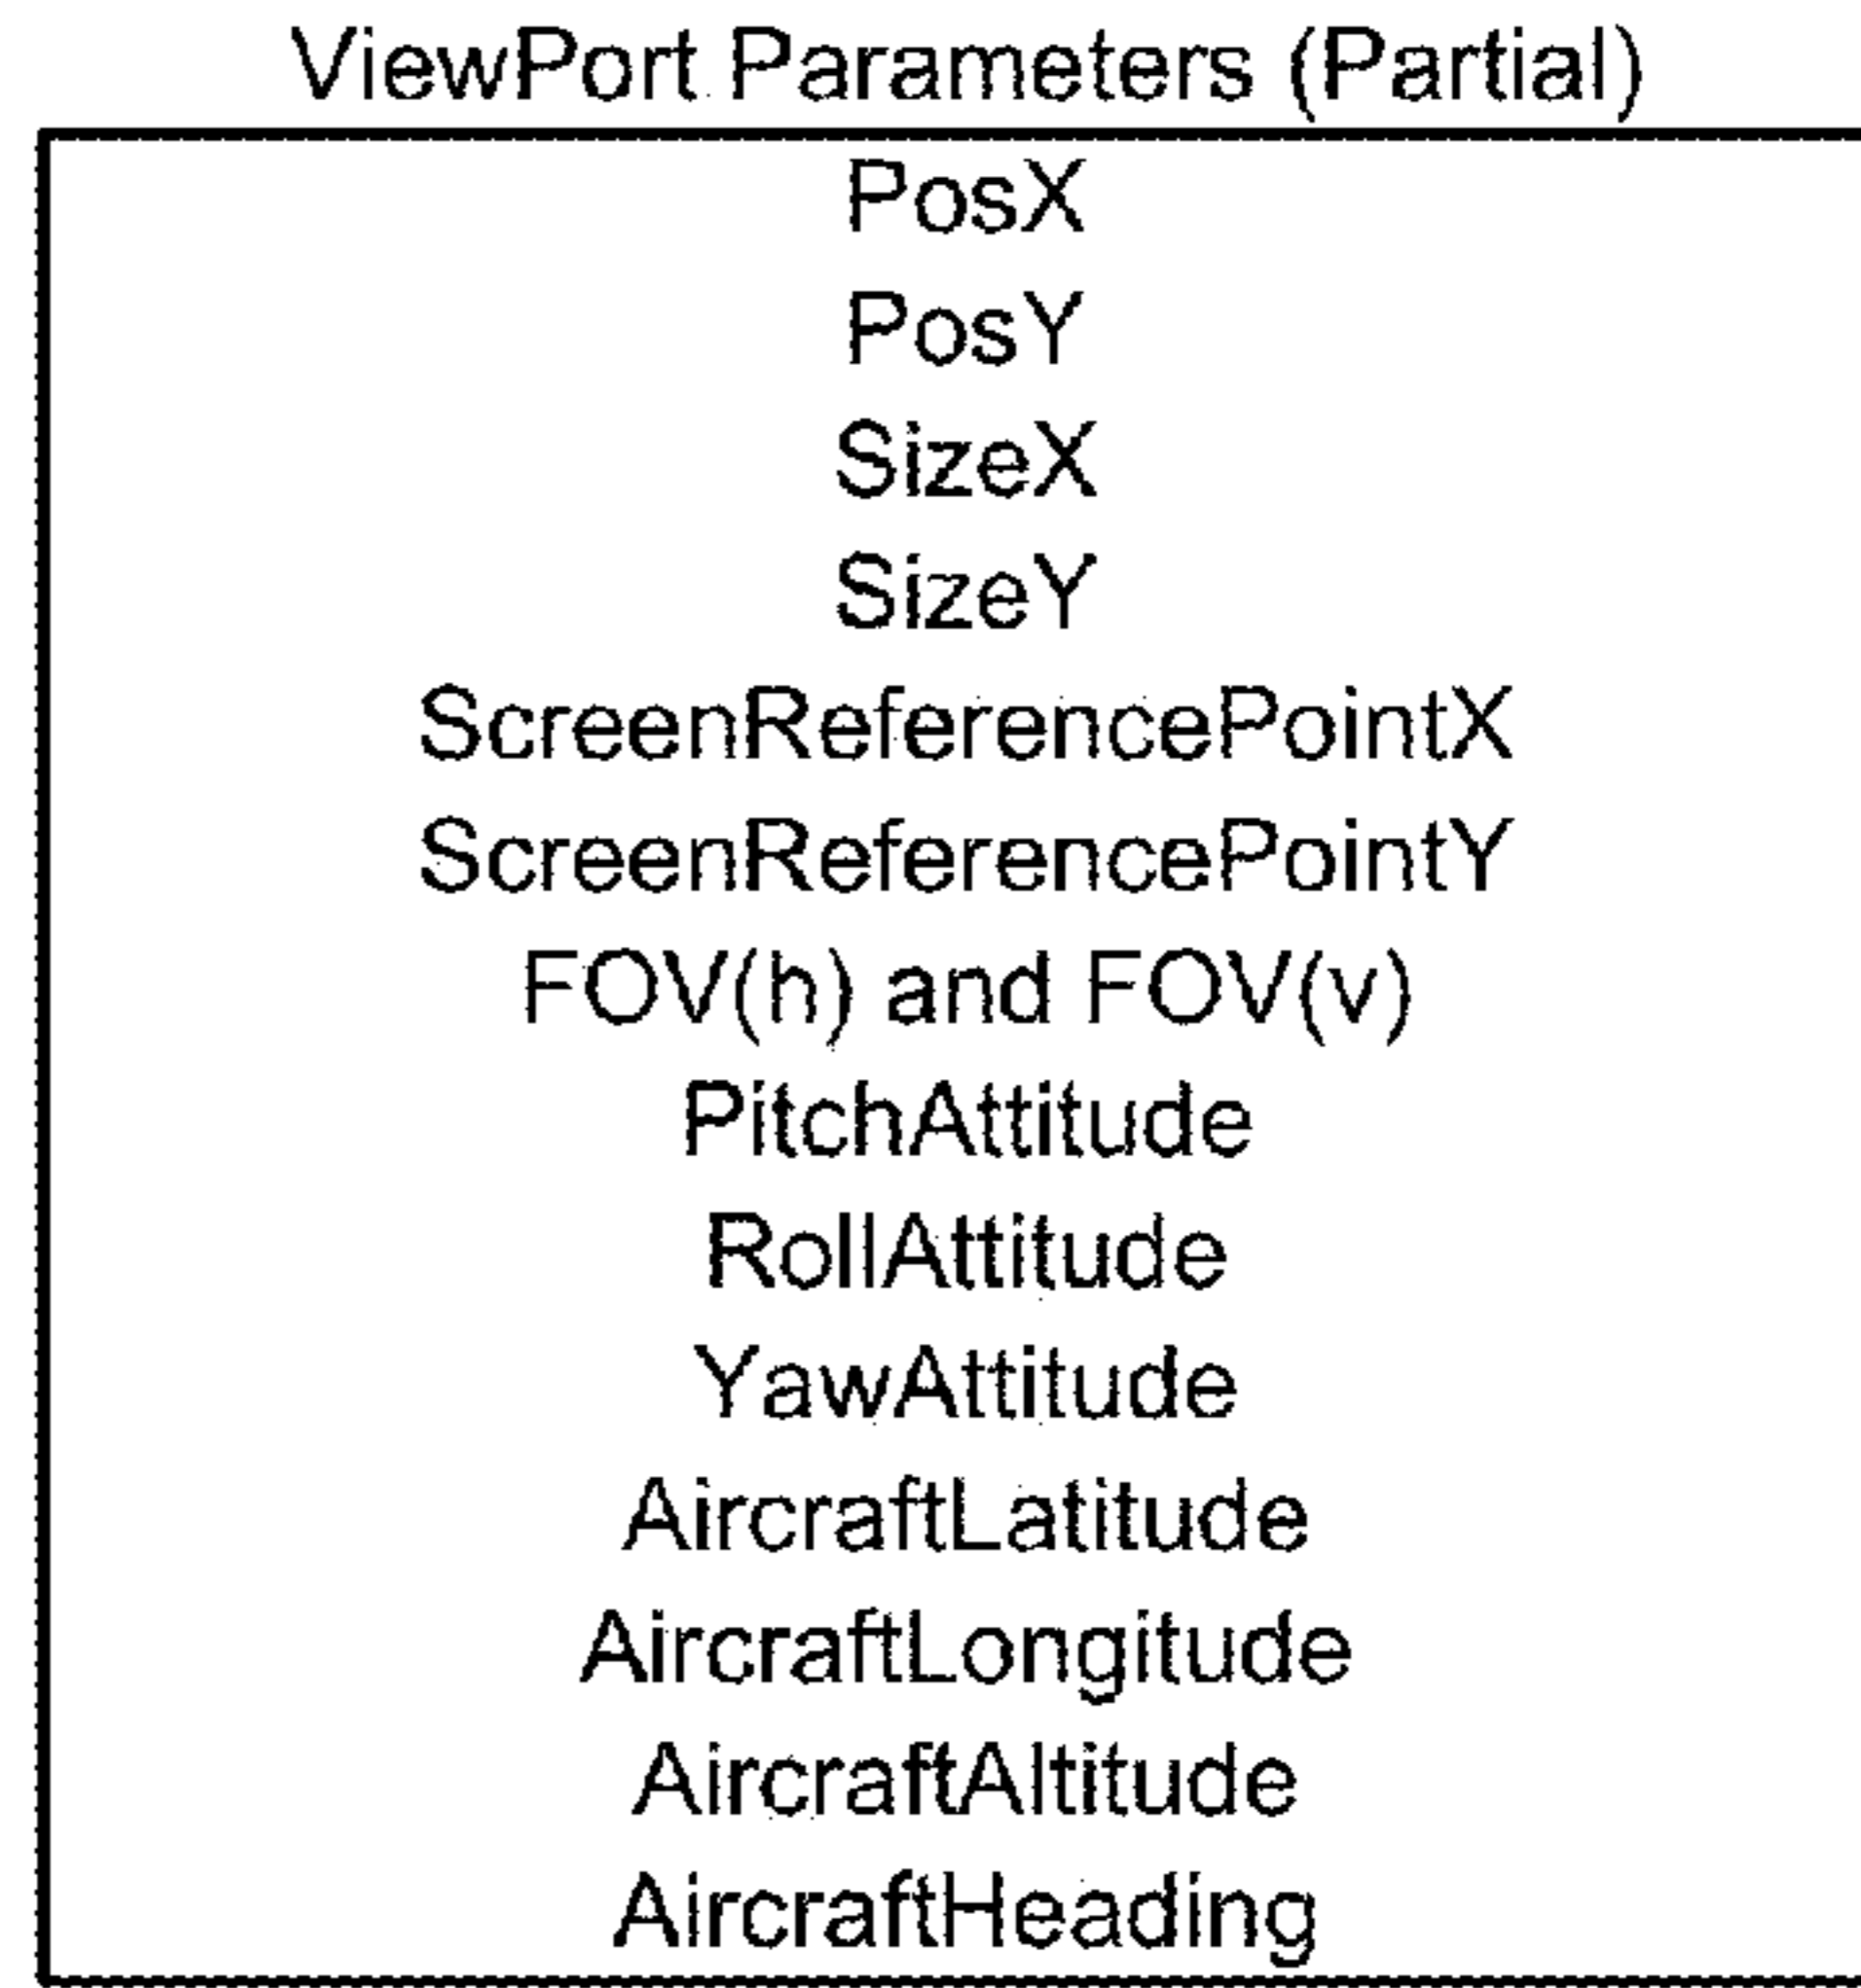 ViewPort Parameters (Partial)
PosX
PosY
SizeX
SizeY
ScreenReferencePointX
ScreenReferencePointY
FOV(h) and FOV(v)
PitchAttitude
RollAttitude
YawAttitude
AircraftLatitude
AircraftLongitude
AircraftAltitude
AircraftHeading